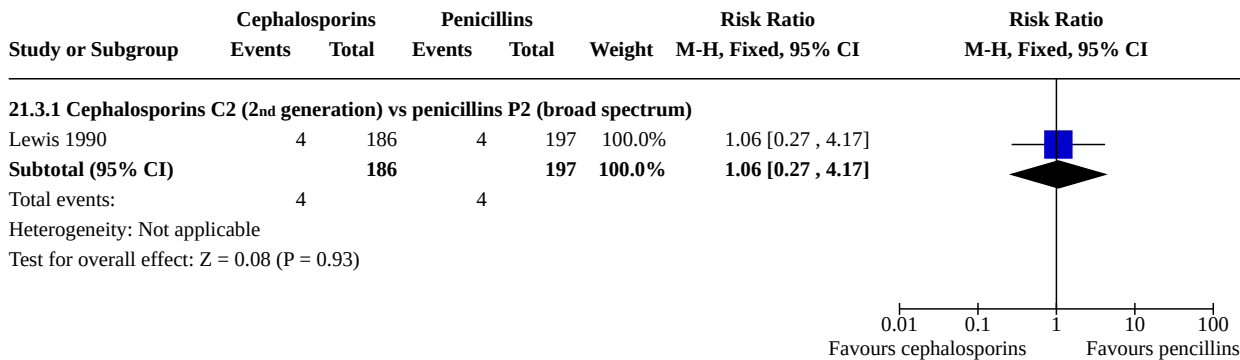 Cephalosporins Penicillins Risk Ratio Risk Ratio
Study or Subgroup Events Total Events Total Weight M-H, Fixed, 95% CI M-H, Fixed, 95% CI
21.3.1 Cephalosporins C2 (2nd generation) vs penicillins P2 (broad spectrum)
Lewis 1990 4 186 4 197 100.0% 1.06 [0.27 , 4.17]
Subtotal (95% CI) 186 197 100.0% 1.06 [0.27 , 4.17]
Total events: 4 4
Heterogeneity: Not applicable
Test for overall effect: Z = 0.08 (P = 0.93)
0.01 0.1 1 10 100
Favours cephalosporins Favours pencillins